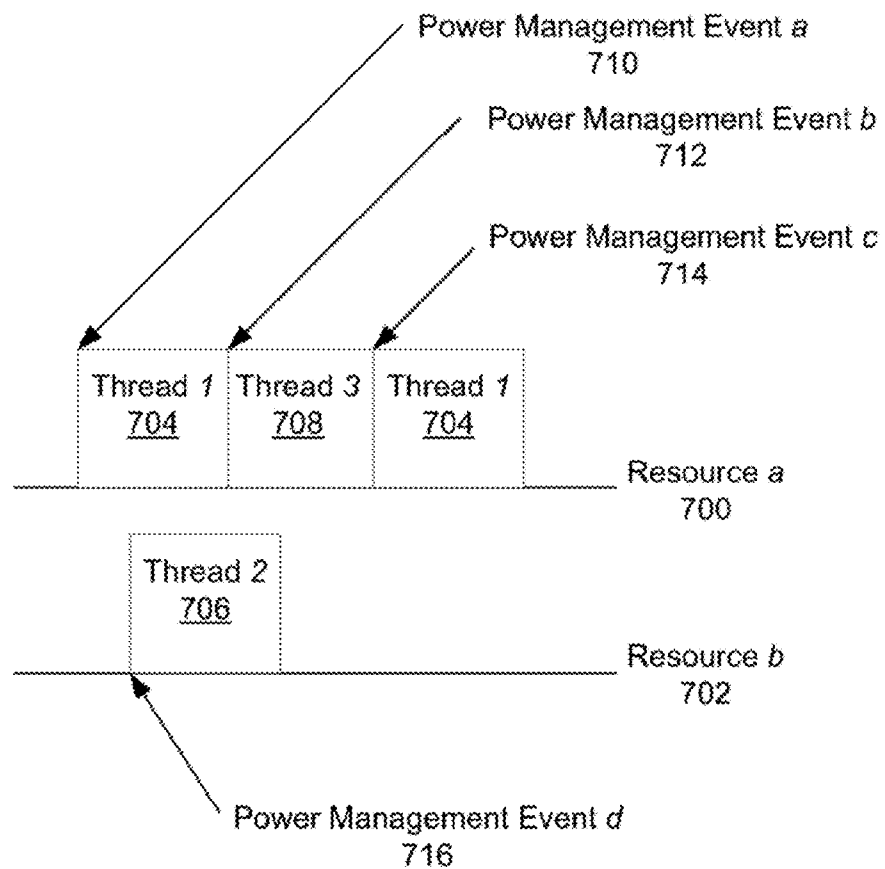 Power Management Event a
710
Power Management Event b
712
Power Management Event c
714
Thread 1
704
Thread 3
708
Thread 1
704
Resource a
700
Thread 2
706
Resource b
702
Power Management Event d
716